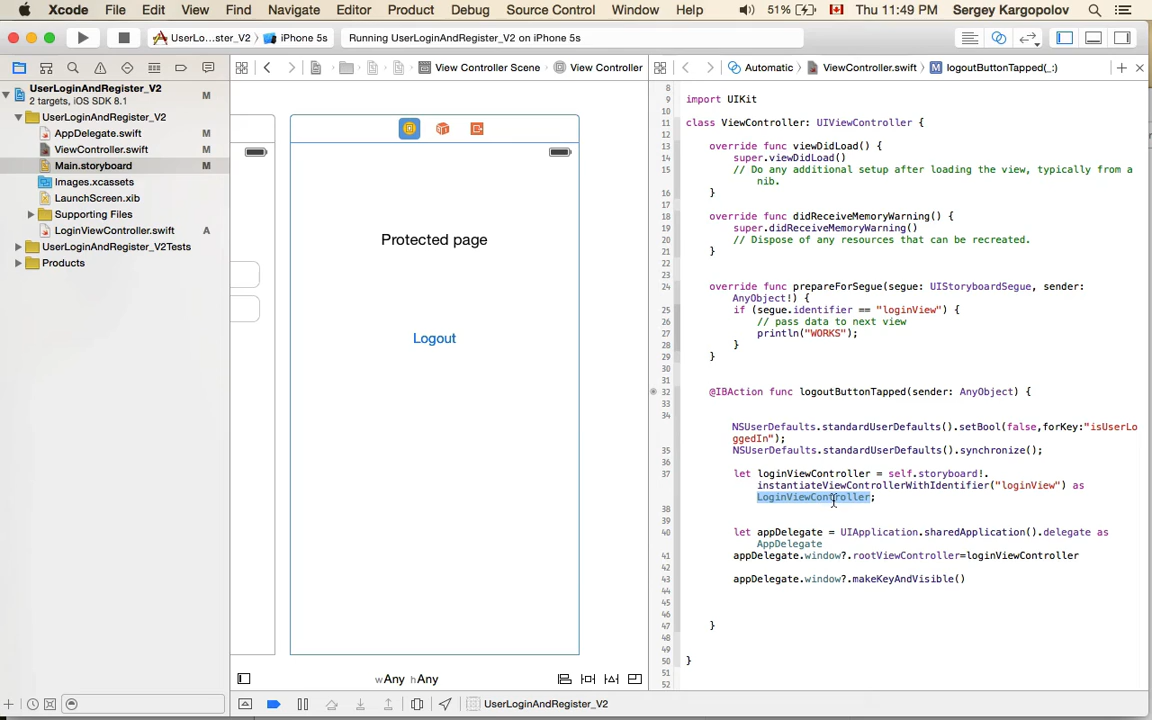 Xcode File Edit View Find Navigate Editor Product Debug Source Control Window Help 51% Thu 11:49 PM Sergey Kargopolov
UserLo...ster_V2 iPhone 5s Running UserLoginAndRegister_V2 on iPhone 5s
View Controller Scene View Controller Automatic ViewController.swift M logoutButtonTapped(_:)
UserLoginAndRegister_V2 M
2 targets, iOS SDK 8.1
UserLoginAndRegister_V2
AppDelegate.swift M
ViewController.swift M
Main.storyboard M
Images.xcassets
LaunchScreen.xib
Supporting Files
LoginViewController.swift A
UserLoginAndRegister_V2Tests
Products
Protected page
Logout
wAny hAny
8
9 import UIKit
10
11 class ViewController: UIViewController {
12
13 override func viewDidLoad() {
14 super.viewDidLoad()
15 // Do any additional setup after loading the view, typically from a
nib.
16 }
17
18 override func didReceiveMemoryWarning() {
19 super.didReceiveMemoryWarning()
20 // Dispose of any resources that can be recreated.
21 }
22
23
24 override func prepareForSegue(segue: UIStoryboardSegue, sender:
AnyObject!) {
25 if (segue.identifier == "loginView") {
26 // pass data to next view
27 println("WORKS");
28 }
29 }
30
31
32 @IBAction func logoutButtonTapped(sender: AnyObject) {
33
34
NSUserDefaults.standardUserDefaults().setBool(false,forKey:"isUserLo
ggedIn");
35 NSUserDefaults.standardUserDefaults().synchronize();
36
37 let loginViewController = self.storyboard!.
instantiateViewControllerWithIdentifier("loginView") as
LoginViewController;
38
39
40 let appDelegate = UIApplication.sharedApplication().delegate as
AppDelegate
41 appDelegate.window?.rootViewController=loginViewController
42
43 appDelegate.window?.makeKeyAndVisible()
44
45
46
47 }
48
49
50 }
51
52
UserLoginAndRegister_V2